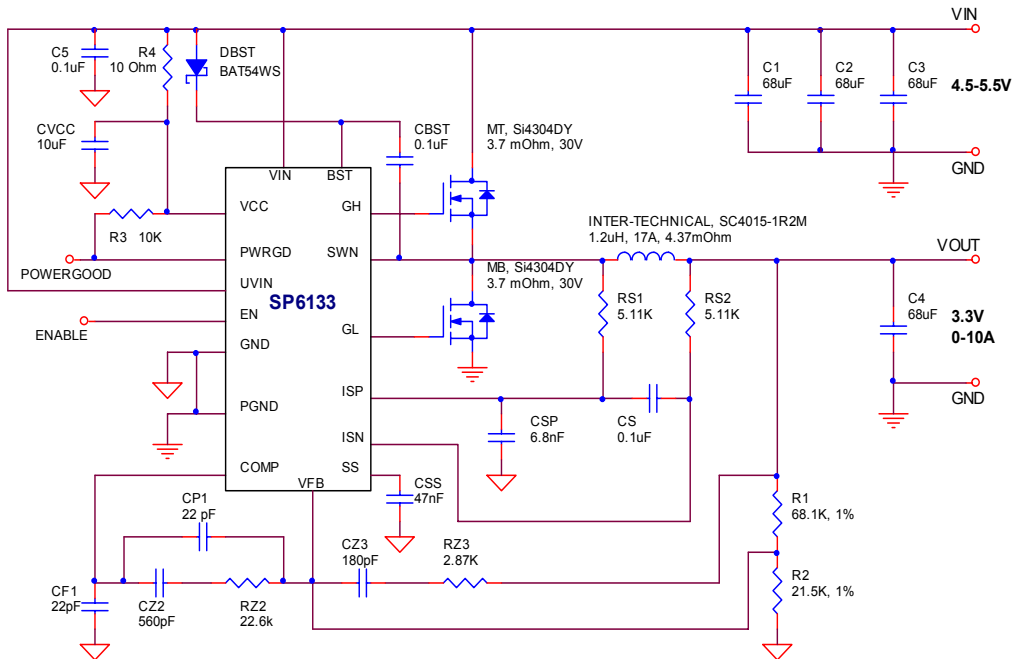 VIN
C5
0.1uF
R4
10 Ohm
DBST
BAT54WS
C1
68uF
C2
68uF
C3
68uF
4.5-5.5V
CVCC
10uF
CBST
0.1uF
MT, Si4304DY
3.7 mOhm, 30V
GND
VIN
BST
VCC
GH
INTER-TECHNICAL, SC4015-1R2M
1.2uH, 17A, 4.37mOhm
R3 10K
PWRGD
SWN
VOUT
POWERGOOD
MB, Si4304DY
3.7 mOhm, 30V
UVIN
SP6133
RS1
5.11K
RS2
5.11K
C4
68uF
3.3V
0-10A
EN
ENABLE
GL
GND
ISP
GND
PGND
CSP
6.8nF
CS
0.1uF
ISN
COMP
SS
VFB
CSS
47nF
CP1
22 pF
R1
68.1K, 1%
CZ3
180pF
RZ3
2.87K
R2
21.5K, 1%
CF1
22pF
CZ2
560pF
RZ2
22.6k